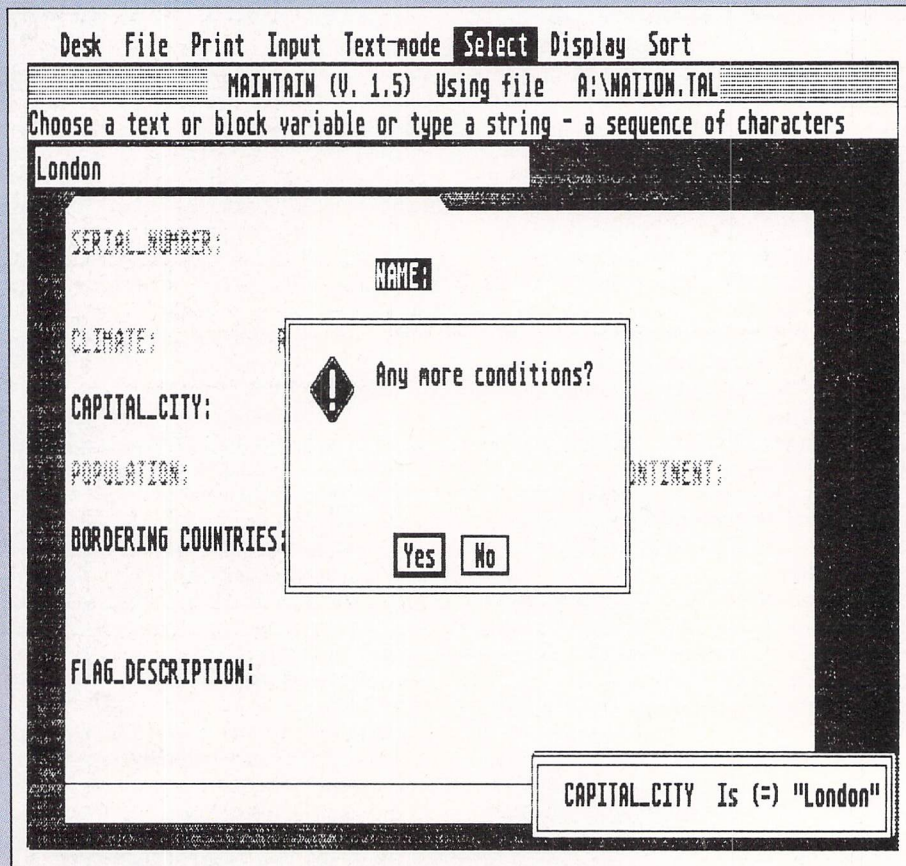 Desk File Print Input Text-mode Select Display Sort
MAINTAIN (V. 1.5) Using file A:\NATION.TAL
Choose a text or block variable or type a string - a sequence of characters
London
SERIAL_NUMBER:
NAME:
CLIMATE:
Any more conditions?
CAPITAL_CITY:
POPULATION:
ONTINENT:
BORDERING COUNTRIES:
Yes No
FLAG_DESCRIPTION:
CAPITAL_CITY Is (=) "London"